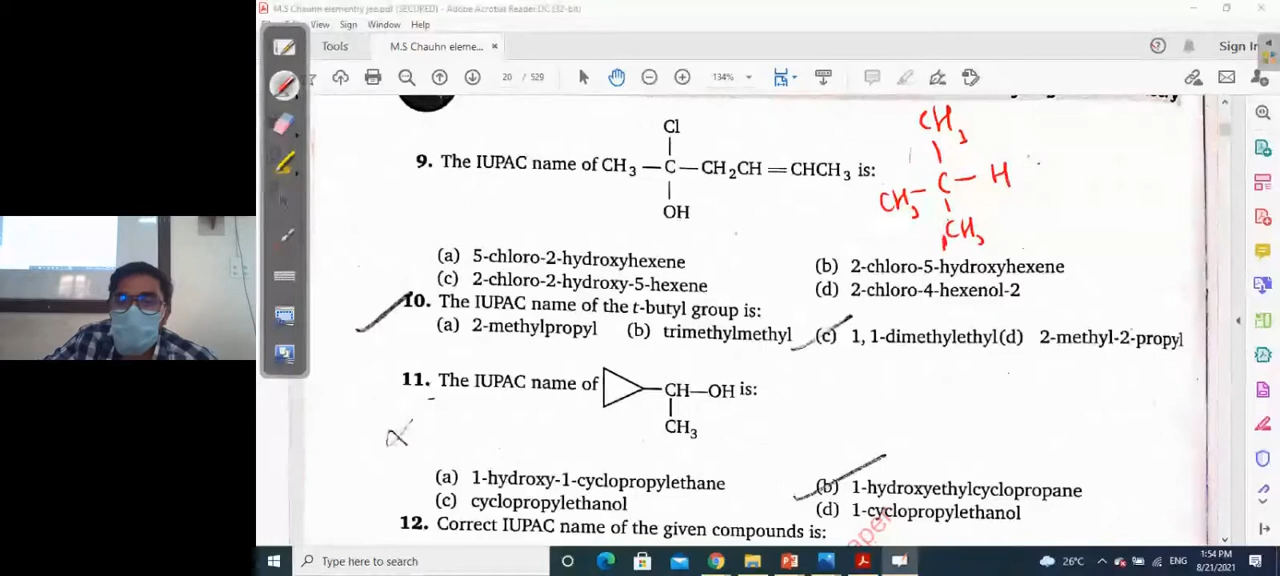 M.S Chauhn elementry jee.pdf (SECURED) - Adobe Acrobat Reader DC (32-bit)
View Sign Window Help
Tools M.S Chauhn eleme... × Sign In
20 / 529 134%
CH3
C H
CH3
CH3
Cl
9. The IUPAC name of CH3—C—CH2CH=CHCH3 is:
OH
(a) 5-chloro-2-hydroxyhexene (b) 2-chloro-5-hydroxyhexene
(c) 2-chloro-2-hydroxy-5-hexene (d) 2-chloro-4-hexenol-2
10. The IUPAC name of the t-butyl group is:
(a) 2-methylpropyl (b) trimethylmethyl (c) 1, 1-dimethylethyl (d) 2-methyl-2-propyl
11. The IUPAC name of CH—OH is:
CH3
(a) 1-hydroxy-1-cyclopropylethane (b) 1-hydroxyethylcyclopropane
(c) cyclopropylethanol (d) 1-cyclopropylethanol
12. Correct IUPAC name of the given compounds is:
Type here to search 26°C ENG 1:54 PM
8/21/2021